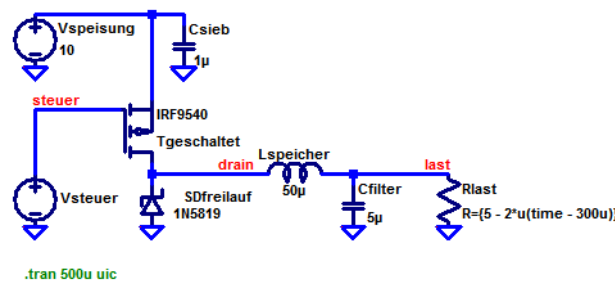 Vspeisung
10
Csieb
1µ
steuer
IRF9540
Tgeschaltet
Vsteuer
drain
Lspeicher
50µ
last
SDfreilauf
1N5819
Cfilter
5µ
Rlast
R={5 - 2*u(time - 300u)}
.tran 500u uic